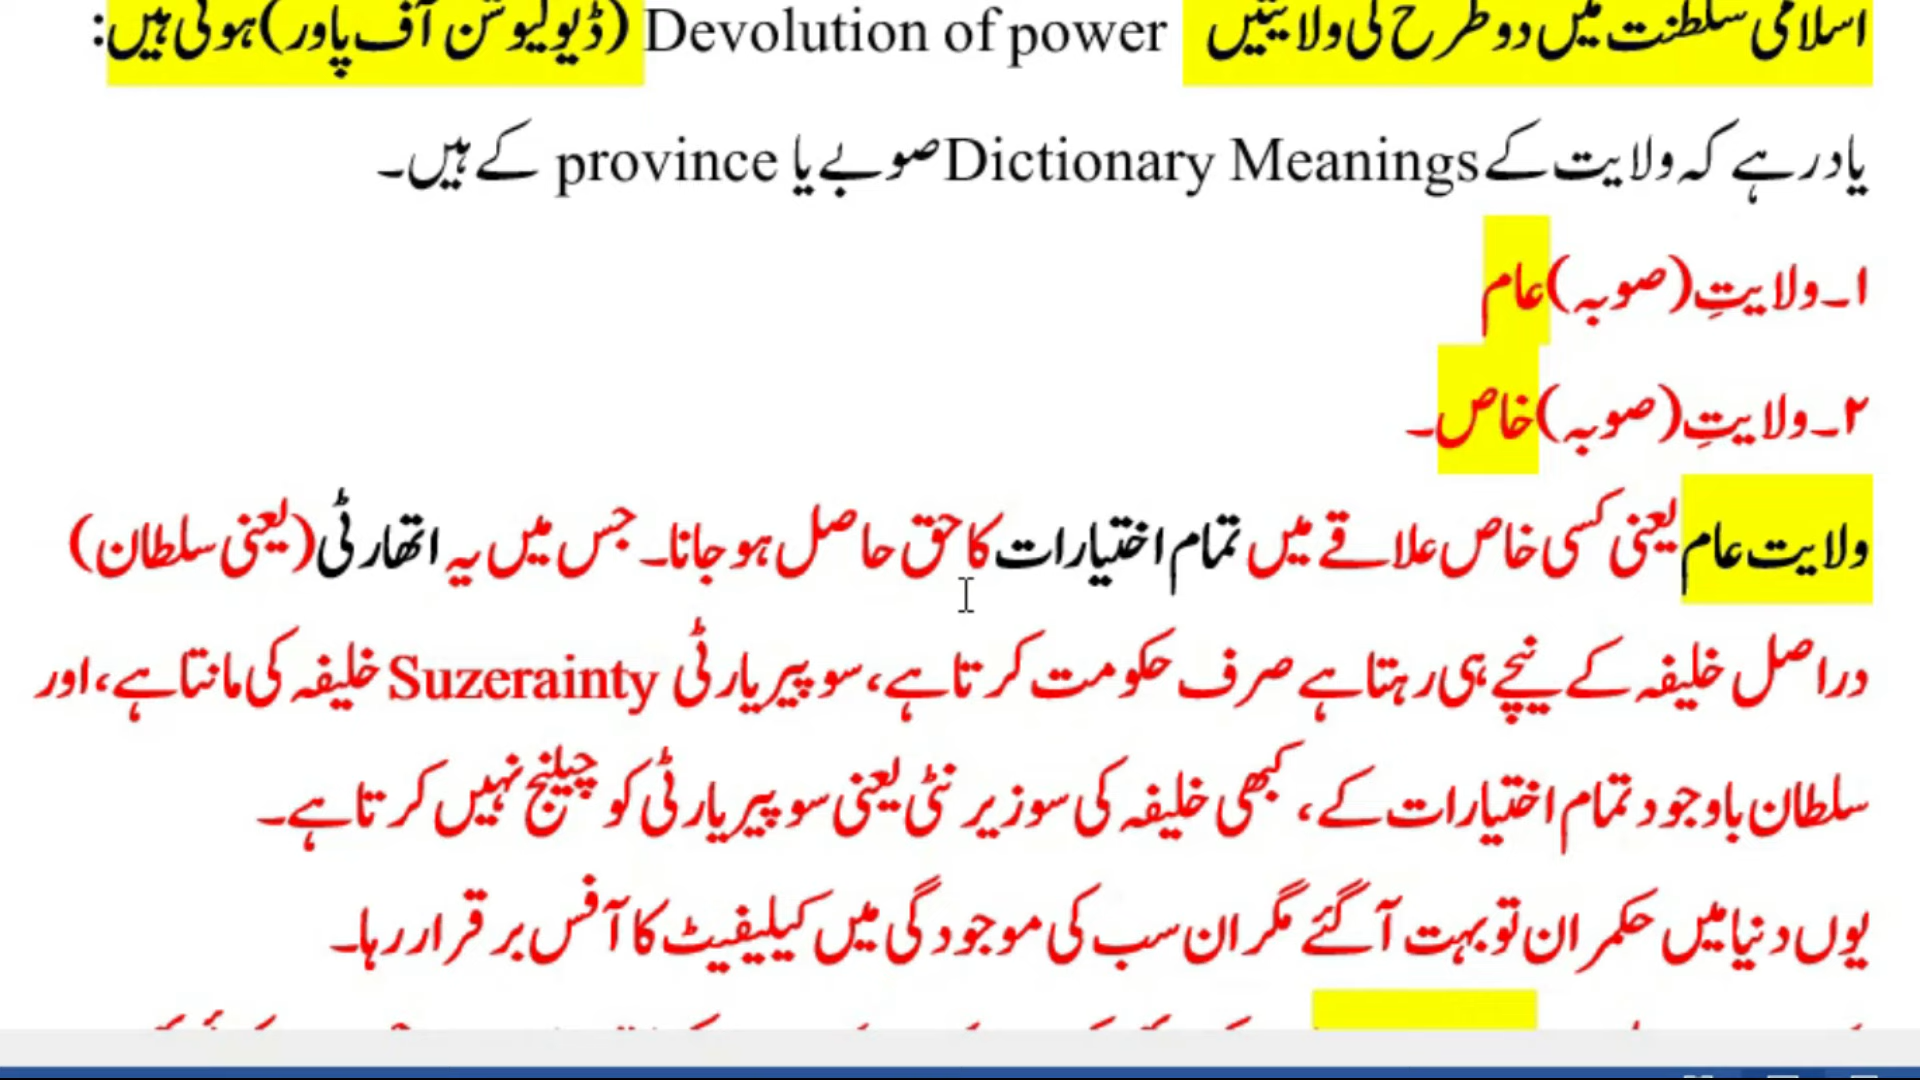 اسلامی سلطنت میں دو طرح کی ولایتیں Devolution of power (ڈیولیوشن آف پاور) ہوتی ہیں:
یاد رہے کہ ولایت کے Dictionary Meanings صوبے یا province کے ہیں۔
۱۔ولایتِ (صوبہ) عام
۲۔ولایتِ (صوبہ) خاص۔
ولایت عام یعنی کسی خاص علاقے میں تمام اختیارات کا حق حاصل ہو جانا۔ جس میں یہ اتھارٹی (یعنی سلطان)
دراصل خلیفہ کے نیچے ہی رہتا ہے صرف حکومت کرتا ہے، سوپیریارٹی Suzerainty خلیفہ کی مانتا ہے، اور
سلطان باوجود تمام اختیارات کے، کبھی خلیفہ کی سوزیرنٹی یعنی سوپیریارٹی کو چیلنج نہیں کرتا ہے۔
یوں دنیا میں حکمران تو بہت آگئے مگر ان سب کی موجودگی میں کیلیفیٹ کا آفس برقرار رہا۔